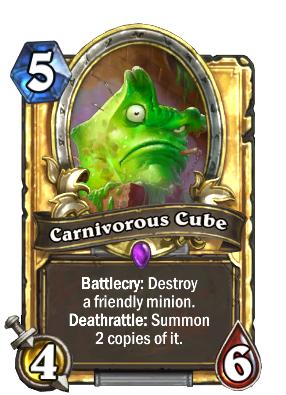 5
Carnivorous Cube
Battlecry: Destroy
a friendly minion.
Deathrattle: Summon
2 copies of it.
4
6